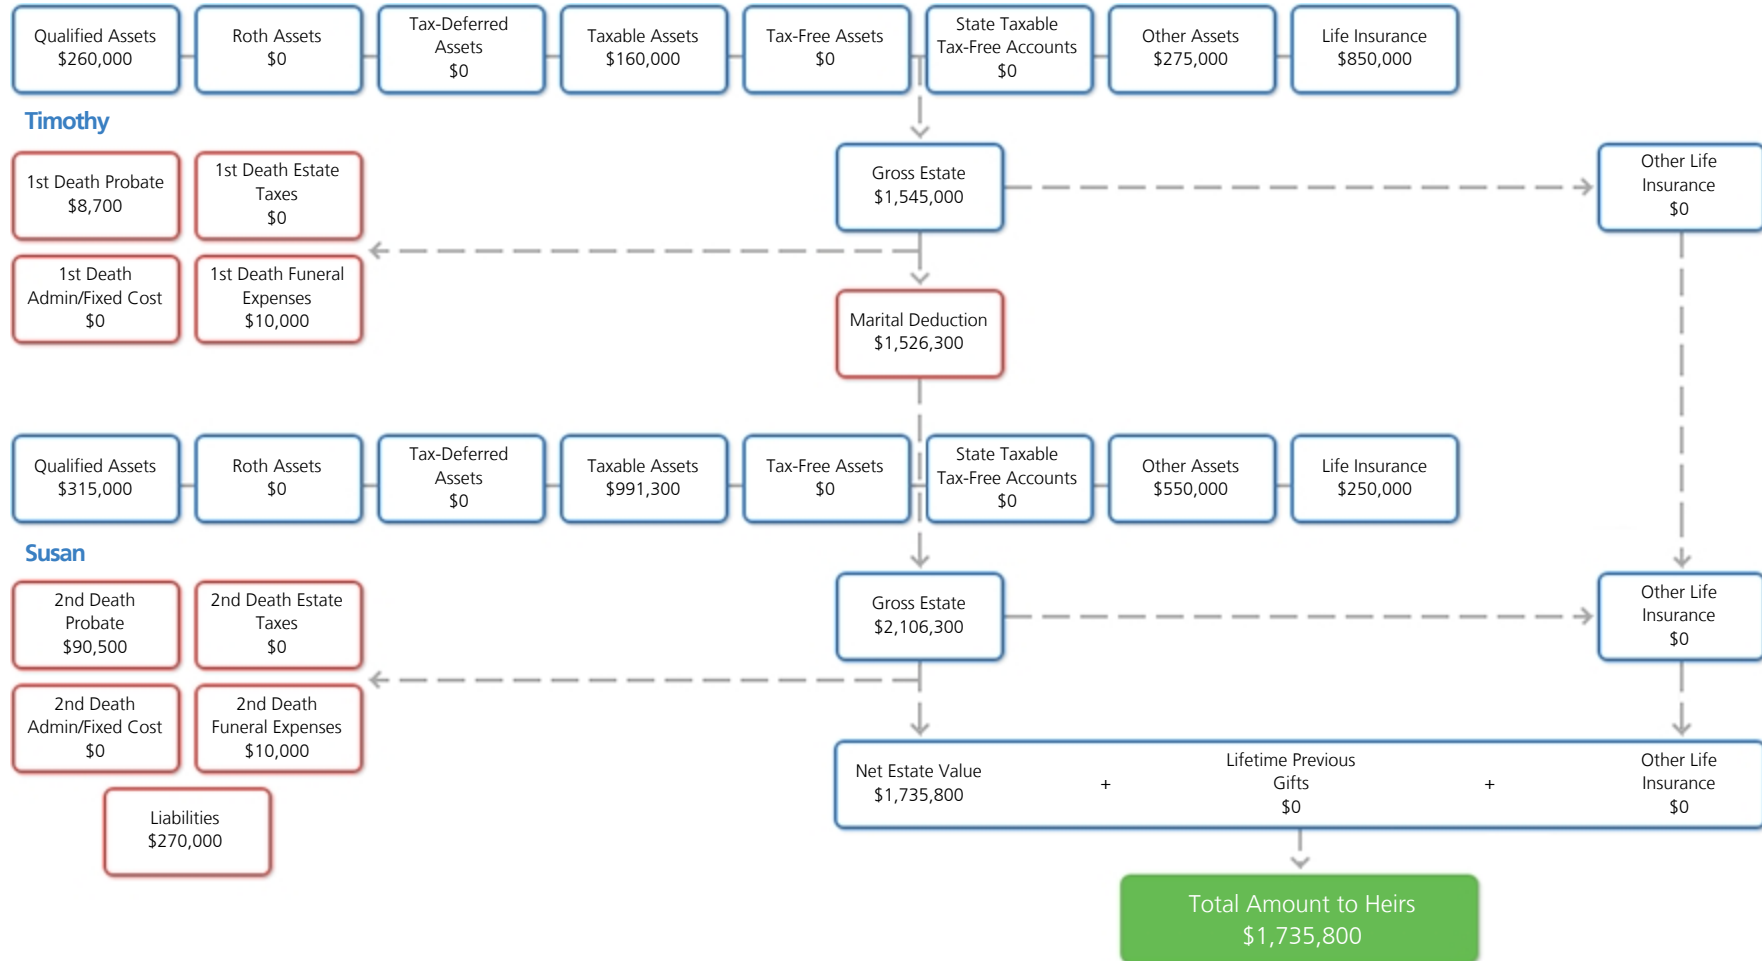 Qualified Assets
$260,000
Roth Assets
$0
Tax-Deferred
Assets
$0
Taxable Assets
$160,000
Tax-Free Assets
$0
State Taxable
Tax-Free Accounts
$0
Other Assets
$275,000
Life Insurance
$850,000
Timothy
1st Death Probate
$8,700
1st Death Estate
Taxes
$0
1st Death
Admin/Fixed Cost
$0
1st Death Funeral
Expenses
$10,000
Gross Estate
$1,545,000
Other Life
Insurance
$0
Marital Deduction
$1,526,300
Qualified Assets
$315,000
Roth Assets
$0
Tax-Deferred
Assets
$0
Taxable Assets
$991,300
Tax-Free Assets
$0
State Taxable
Tax-Free Accounts
$0
Other Assets
$550,000
Life Insurance
$250,000
Susan
2nd Death
Probate
$90,500
2nd Death Estate
Taxes
$0
2nd Death
Admin/Fixed Cost
$0
2nd Death
Funeral Expenses
$10,000
Liabilities
$270,000
Gross Estate
$2,106,300
Other Life
Insurance
$0
Net Estate Value
$1,735,800
+
Lifetime Previous
Gifts
$0
+
Other Life
Insurance
$0
Total Amount to Heirs
$1,735,800